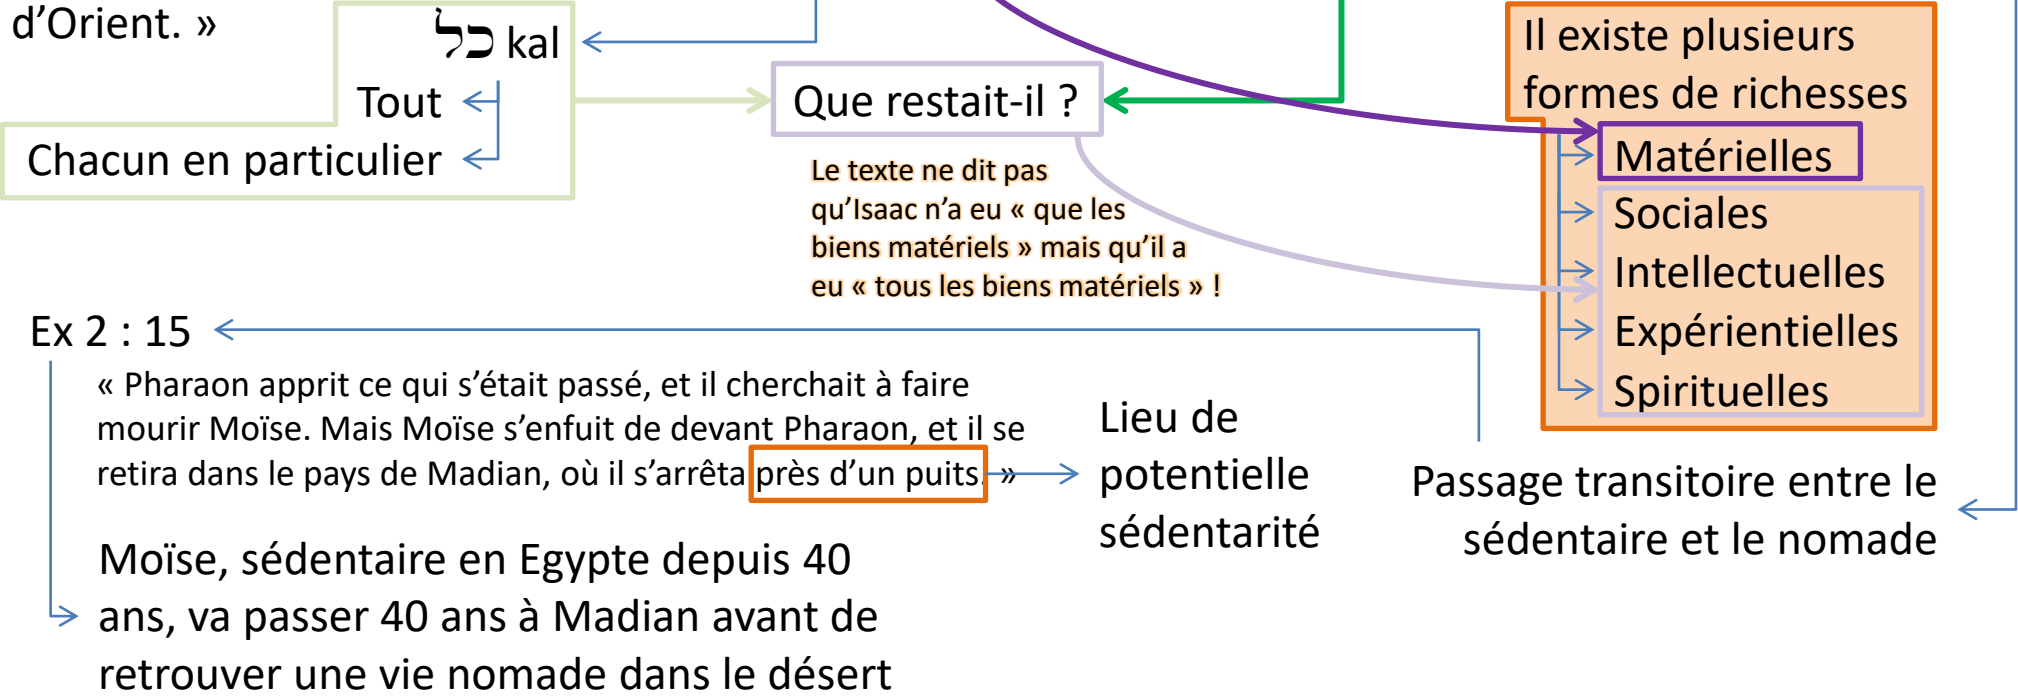 d’Orient. »
כל kal
Tout
Chacun en particulier
Que restait-il ?
Le texte ne dit pas
qu’Isaac n’a eu « que les
biens matériels » mais qu’il a
eu « tous les biens matériels » !
Il existe plusieurs
formes de richesses
Matérielles
Sociales
Intellectuelles
Expérientielles
Spirituelles
Ex 2 : 15
« Pharaon apprit ce qui s’était passé, et il cherchait à faire
mourir Moïse. Mais Moïse s’enfuit de devant Pharaon, et il se
retira dans le pays de Madian, où il s’arrêta près d’un puits. »
Lieu de
potentielle
sédentarité
Passage transitoire entre le
sédentaire et le nomade
Moïse, sédentaire en Egypte depuis 40
ans, va passer 40 ans à Madian avant de
retrouver une vie nomade dans le désert